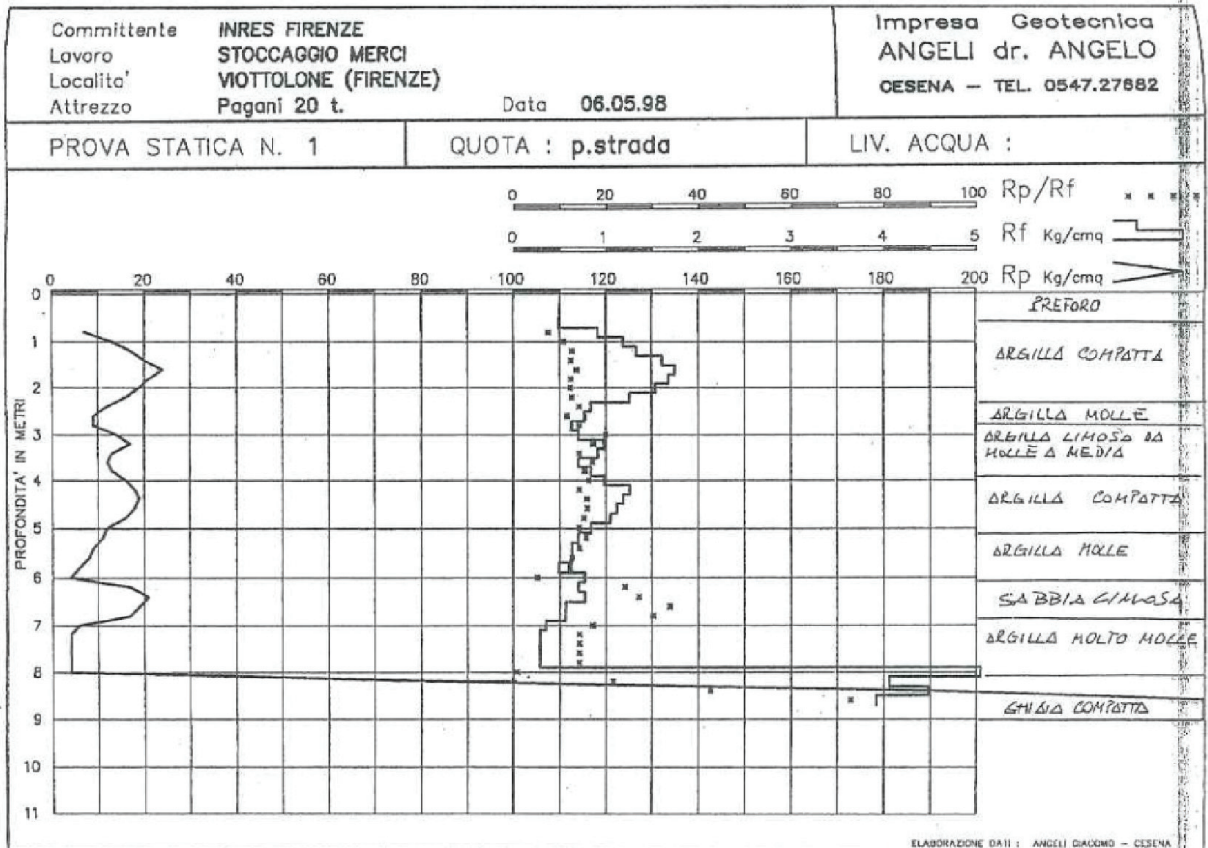 Committente INRES FIRENZE
Lavoro STOCCAGGIO MERCI
Localita' VIOTTOLONE (FIRENZE)
Attrezzo Pagani 20 t. Data 06.05.98
Impresa Geotecnica
ANGELI dr. ANGELO
CESENA — TEL. 0547.27882
PROVA STATICA N. 1 QUOTA : p.strada LIV. ACQUA :
0 20 40 60 80 100 Rp/Rf
0 1 2 3 4 5 Rf Kg/cmq
0 20 40 60 80 100 120 140 160 180 200 Rp Kg/cmq
PROFONDITA' IN METRI
0
1
2
3
4
5
6
7
8
9
10
11
PREFORO
ARGILLA COMPATTA
ARGILLA MOLLE
ARGILLA LIMOSA DA
MOLLE A MEDIA
ARGILLA COMPATTA
ARGILLA MOLLE
SABBIA LIMOSA
ARGILLA MOLTO MOLLE
GHIAIA COMPATTA
ELABORAZIONE DATI : ANGELI GIACOMO — CESENA